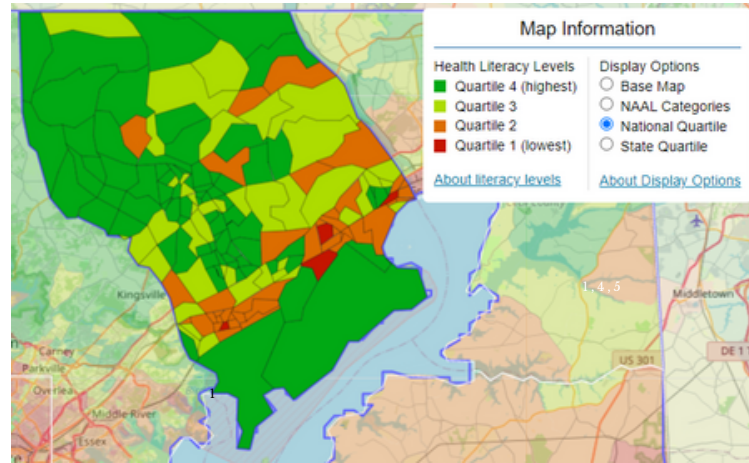 Map Information
Health Literacy Levels
Quartile 4 (highest)
Quartile 3
Quartile 2
Quartile 1 (lowest)
About literacy levels
Display Options
Base Map
NAAL Categories
National Quartile
State Quartile
About Display Options
1, 4, 5
Kingsville
Middletown
Carney
Parkville
US 301
DE 1
Overlea
1
Middle River
Essex